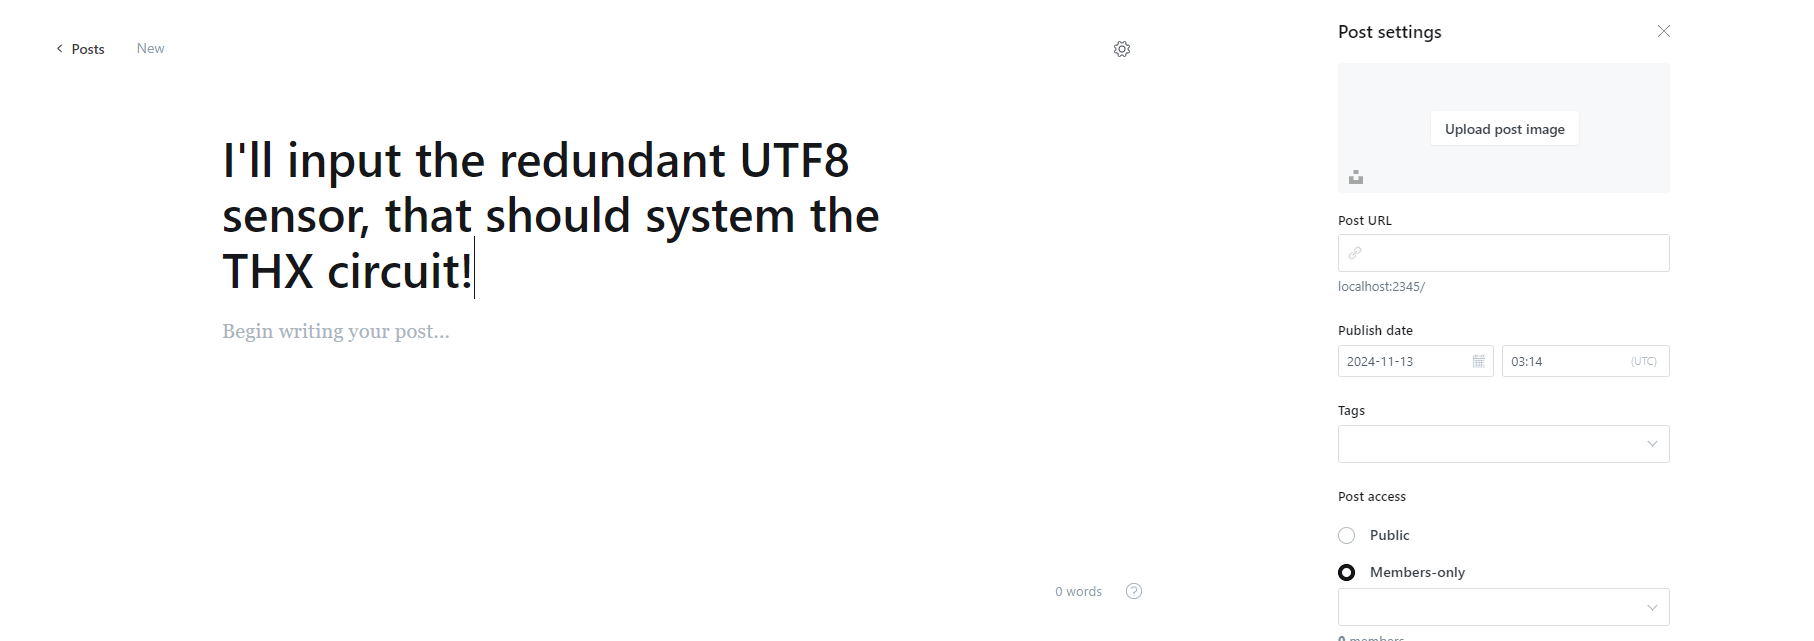 Posts
New
I'll input the redundant UTF8
sensor, that should system the
THX circuit!
Begin writing your post...
0 words
?
Post settings
Upload post image
Post URL
localhost:2345/
Publish date
2024-11-13
03:14
(UTC)
Tags
Post access
Public
Members-only
0 members